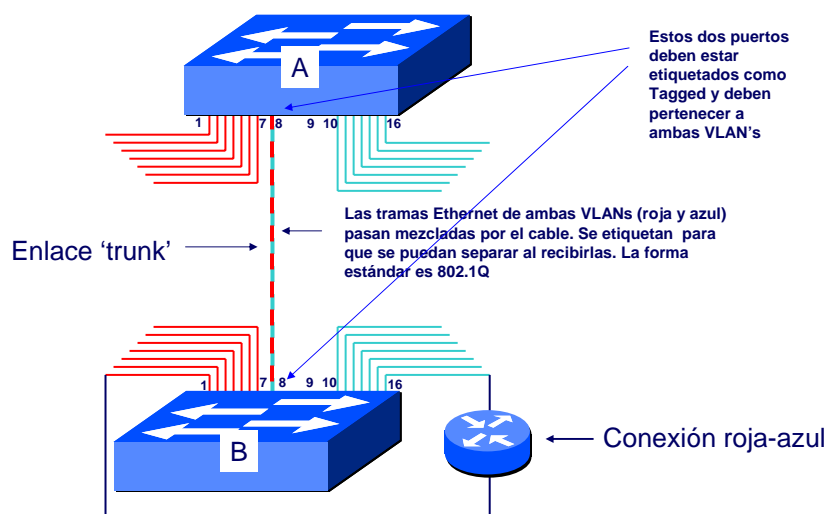 A
Estos dos puertos
deben estar
etiquetados como
Tagged y deben
pertenecer a
ambas VLAN's
1 7 8 9 10 16
Las tramas Ethernet de ambas VLANs (roja y azul)
pasan mezcladas por el cable. Se etiquetan para
que se puedan separar al recibirlas. La forma
estándar es 802.1Q
Enlace ‘trunk’
1 7 8 9 10 16
B
Conexión roja-azul